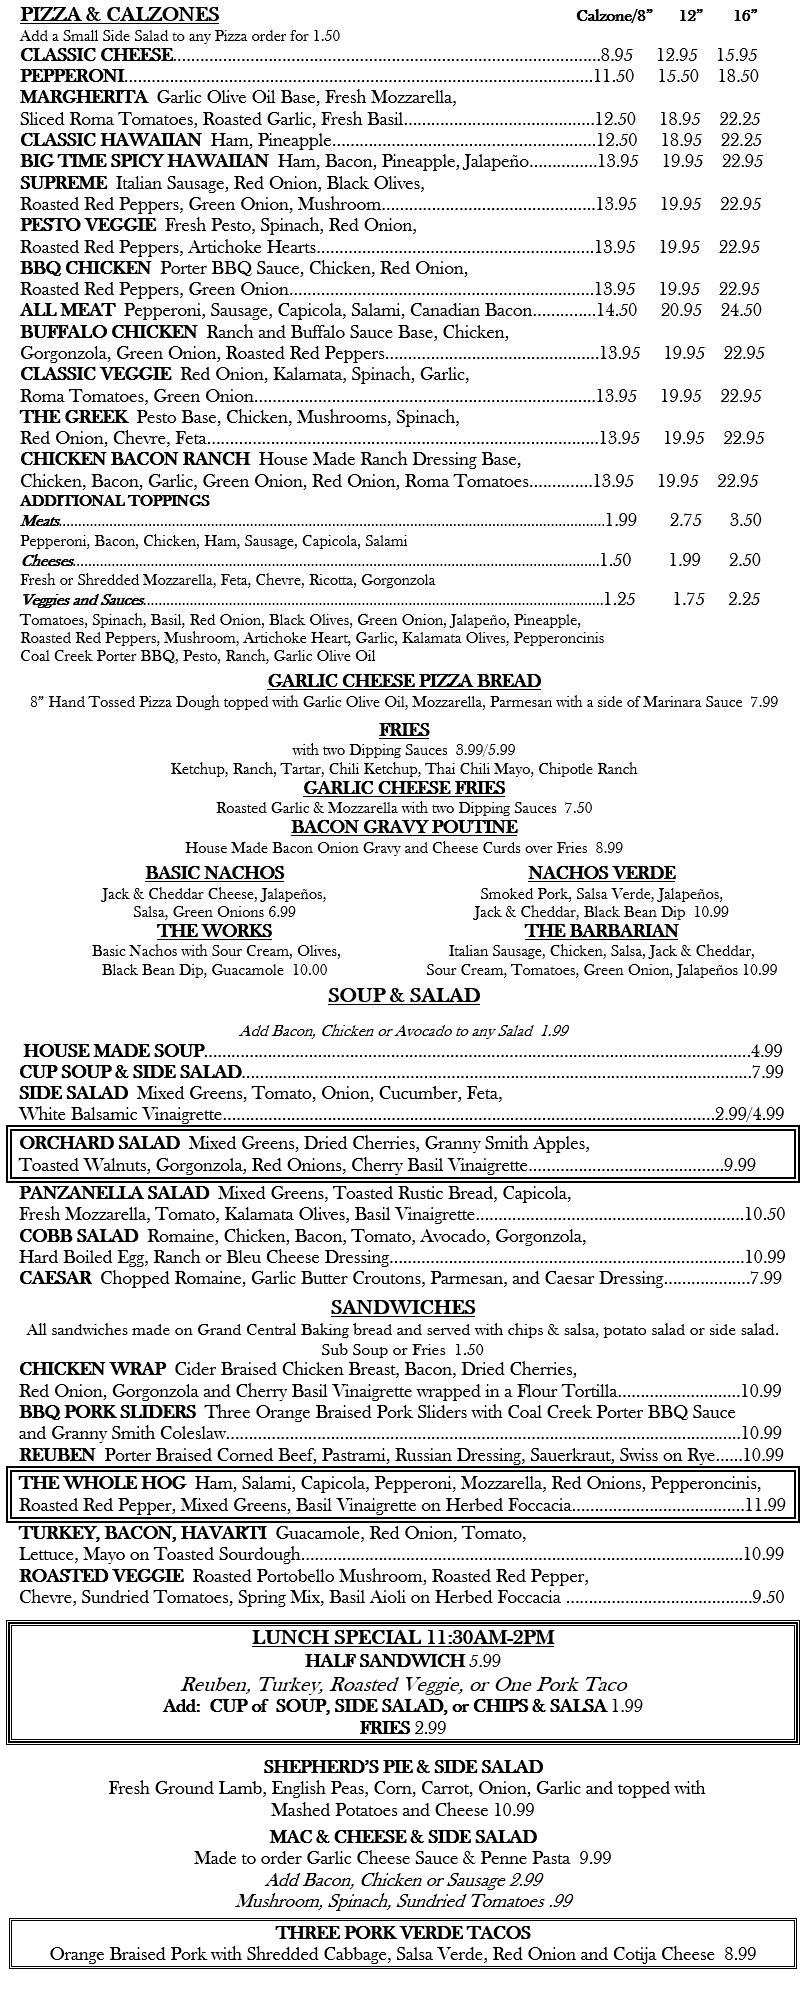 PIZZA & CALZONES Calzone/8” 12” 16”
Add a Small Side Salad to any Pizza order for 1.50
CLASSIC CHEESE...8.95 12.95 15.95
PEPPERONI...11.50 15.50 18.50
MARGHERITA Garlic Olive Oil Base, Fresh Mozzarella,
Sliced Roma Tomatoes, Roasted Garlic, Fresh Basil...12.50 18.95 22.25
CLASSIC HAWAIIAN Ham, Pineapple...12.50 18.95 22.25
BIG TIME SPICY HAWAIIAN Ham, Bacon, Pineapple, Jalapeño...13.95 19.95 22.95
SUPREME Italian Sausage, Red Onion, Black Olives,
Roasted Red Peppers, Green Onion, Mushroom...13.95 19.95 22.95
PESTO VEGGIE Fresh Pesto, Spinach, Red Onion,
Roasted Red Peppers, Artichoke Hearts...13.95 19.95 22.95
BBQ CHICKEN Porter BBQ Sauce, Chicken, Red Onion,
Roasted Red Peppers, Green Onion...13.95 19.95 22.95
ALL MEAT Pepperoni, Sausage, Capicola, Salami, Canadian Bacon...14.50 20.95 24.50
BUFFALO CHICKEN Ranch and Buffalo Sauce Base, Chicken,
Gorgonzola, Green Onion, Roasted Red Peppers...13.95 19.95 22.95
CLASSIC VEGGIE Red Onion, Kalamata, Spinach, Garlic,
Roma Tomatoes, Green Onion...13.95 19.95 22.95
THE GREEK Pesto Base, Chicken, Mushrooms, Spinach,
Red Onion, Chevre, Feta...13.95 19.95 22.95
CHICKEN BACON RANCH House Made Ranch Dressing Base,
Chicken, Bacon, Garlic, Green Onion, Red Onion, Roma Tomatoes...13.95 19.95 22.95
ADDITIONAL TOPPINGS
Meats...1.99 2.75 3.50
Pepperoni, Bacon, Chicken, Ham, Sausage, Capicola, Salami
Cheeses...1.50 1.99 2.50
Fresh or Shredded Mozzarella, Feta, Chevre, Ricotta, Gorgonzola
Veggies and Sauces...1.25 1.75 2.25
Tomatoes, Spinach, Basil, Red Onion, Black Olives, Green Onion, Jalapeño, Pineapple,
Roasted Red Peppers, Mushroom, Artichoke Heart, Garlic, Kalamata Olives, Pepperoncinis
Coal Creek Porter BBQ, Pesto, Ranch, Garlic Olive Oil
GARLIC CHEESE PIZZA BREAD
8” Hand Tossed Pizza Dough topped with Garlic Olive Oil, Mozzarella, Parmesan with a side of Marinara Sauce 7.99
FRIES
with two Dipping Sauces 3.99/5.99
Ketchup, Ranch, Tartar, Chili Ketchup, Thai Chili Mayo, Chipotle Ranch
GARLIC CHEESE FRIES
Roasted Garlic & Mozzarella with two Dipping Sauces 7.50
BACON GRAVY POUTINE
House Made Bacon Onion Gravy and Cheese Curds over Fries 8.99
BASIC NACHOS
Jack & Cheddar Cheese, Jalapeños,
Salsa, Green Onions 6.99
THE WORKS
Basic Nachos with Sour Cream, Olives,
Black Bean Dip, Guacamole 10.00
NACHOS VERDE
Smoked Pork, Salsa Verde, Jalapeños,
Jack & Cheddar, Black Bean Dip 10.99
THE BARBARIAN
Italian Sausage, Chicken, Salsa, Jack & Cheddar,
Sour Cream, Tomatoes, Green Onion, Jalapeños 10.99
SOUP & SALAD
Add Bacon, Chicken or Avocado to any Salad 1.99
HOUSE MADE SOUP...4.99
CUP SOUP & SIDE SALAD...7.99
SIDE SALAD Mixed Greens, Tomato, Onion, Cucumber, Feta,
White Balsamic Vinaigrette...2.99/4.99
ORCHARD SALAD Mixed Greens, Dried Cherries, Granny Smith Apples,
Toasted Walnuts, Gorgonzola, Red Onions, Cherry Basil Vinaigrette...9.99
PANZANELLA SALAD Mixed Greens, Toasted Rustic Bread, Capicola,
Fresh Mozzarella, Tomato, Kalamata Olives, Basil Vinaigrette...10.50
COBB SALAD Romaine, Chicken, Bacon, Tomato, Avocado, Gorgonzola,
Hard Boiled Egg, Ranch or Bleu Cheese Dressing...10.99
CAESAR Chopped Romaine, Garlic Butter Croutons, Parmesan, and Caesar Dressing...7.99
SANDWICHES
All sandwiches made on Grand Central Baking bread and served with chips & salsa, potato salad or side salad.
Sub Soup or Fries 1.50
CHICKEN WRAP Cider Braised Chicken Breast, Bacon, Dried Cherries,
Red Onion, Gorgonzola and Cherry Basil Vinaigrette wrapped in a Flour Tortilla...10.99
BBQ PORK SLIDERS Three Orange Braised Pork Sliders with Coal Creek Porter BBQ Sauce
and Granny Smith Coleslaw...10.99
REUBEN Porter Braised Corned Beef, Pastrami, Russian Dressing, Sauerkraut, Swiss on Rye...10.99
THE WHOLE HOG Ham, Salami, Capicola, Pepperoni, Mozzarella, Red Onions, Pepperoncinis,
Roasted Red Pepper, Mixed Greens, Basil Vinaigrette on Herbed Foccacia...11.99
TURKEY, BACON, HAVARTI Guacamole, Red Onion, Tomato,
Lettuce, Mayo on Toasted Sourdough...10.99
ROASTED VEGGIE Roasted Portobello Mushroom, Roasted Red Pepper,
Chevre, Sundried Tomatoes, Spring Mix, Basil Aioli on Herbed Foccacia ...9.50
LUNCH SPECIAL 11:30AM-2PM
HALF SANDWICH 5.99
Reuben, Turkey, Roasted Veggie, or One Pork Taco
Add: CUP of SOUP, SIDE SALAD, or CHIPS & SALSA 1.99
FRIES 2.99
SHEPHERD’S PIE & SIDE SALAD
Fresh Ground Lamb, English Peas, Corn, Carrot, Onion, Garlic and topped with
Mashed Potatoes and Cheese 10.99
MAC & CHEESE & SIDE SALAD
Made to order Garlic Cheese Sauce & Penne Pasta 9.99
Add Bacon, Chicken or Sausage 2.99
Mushroom, Spinach, Sundried Tomatoes .99
THREE PORK VERDE TACOS
Orange Braised Pork with Shredded Cabbage, Salsa Verde, Red Onion and Cotija Cheese 8.99